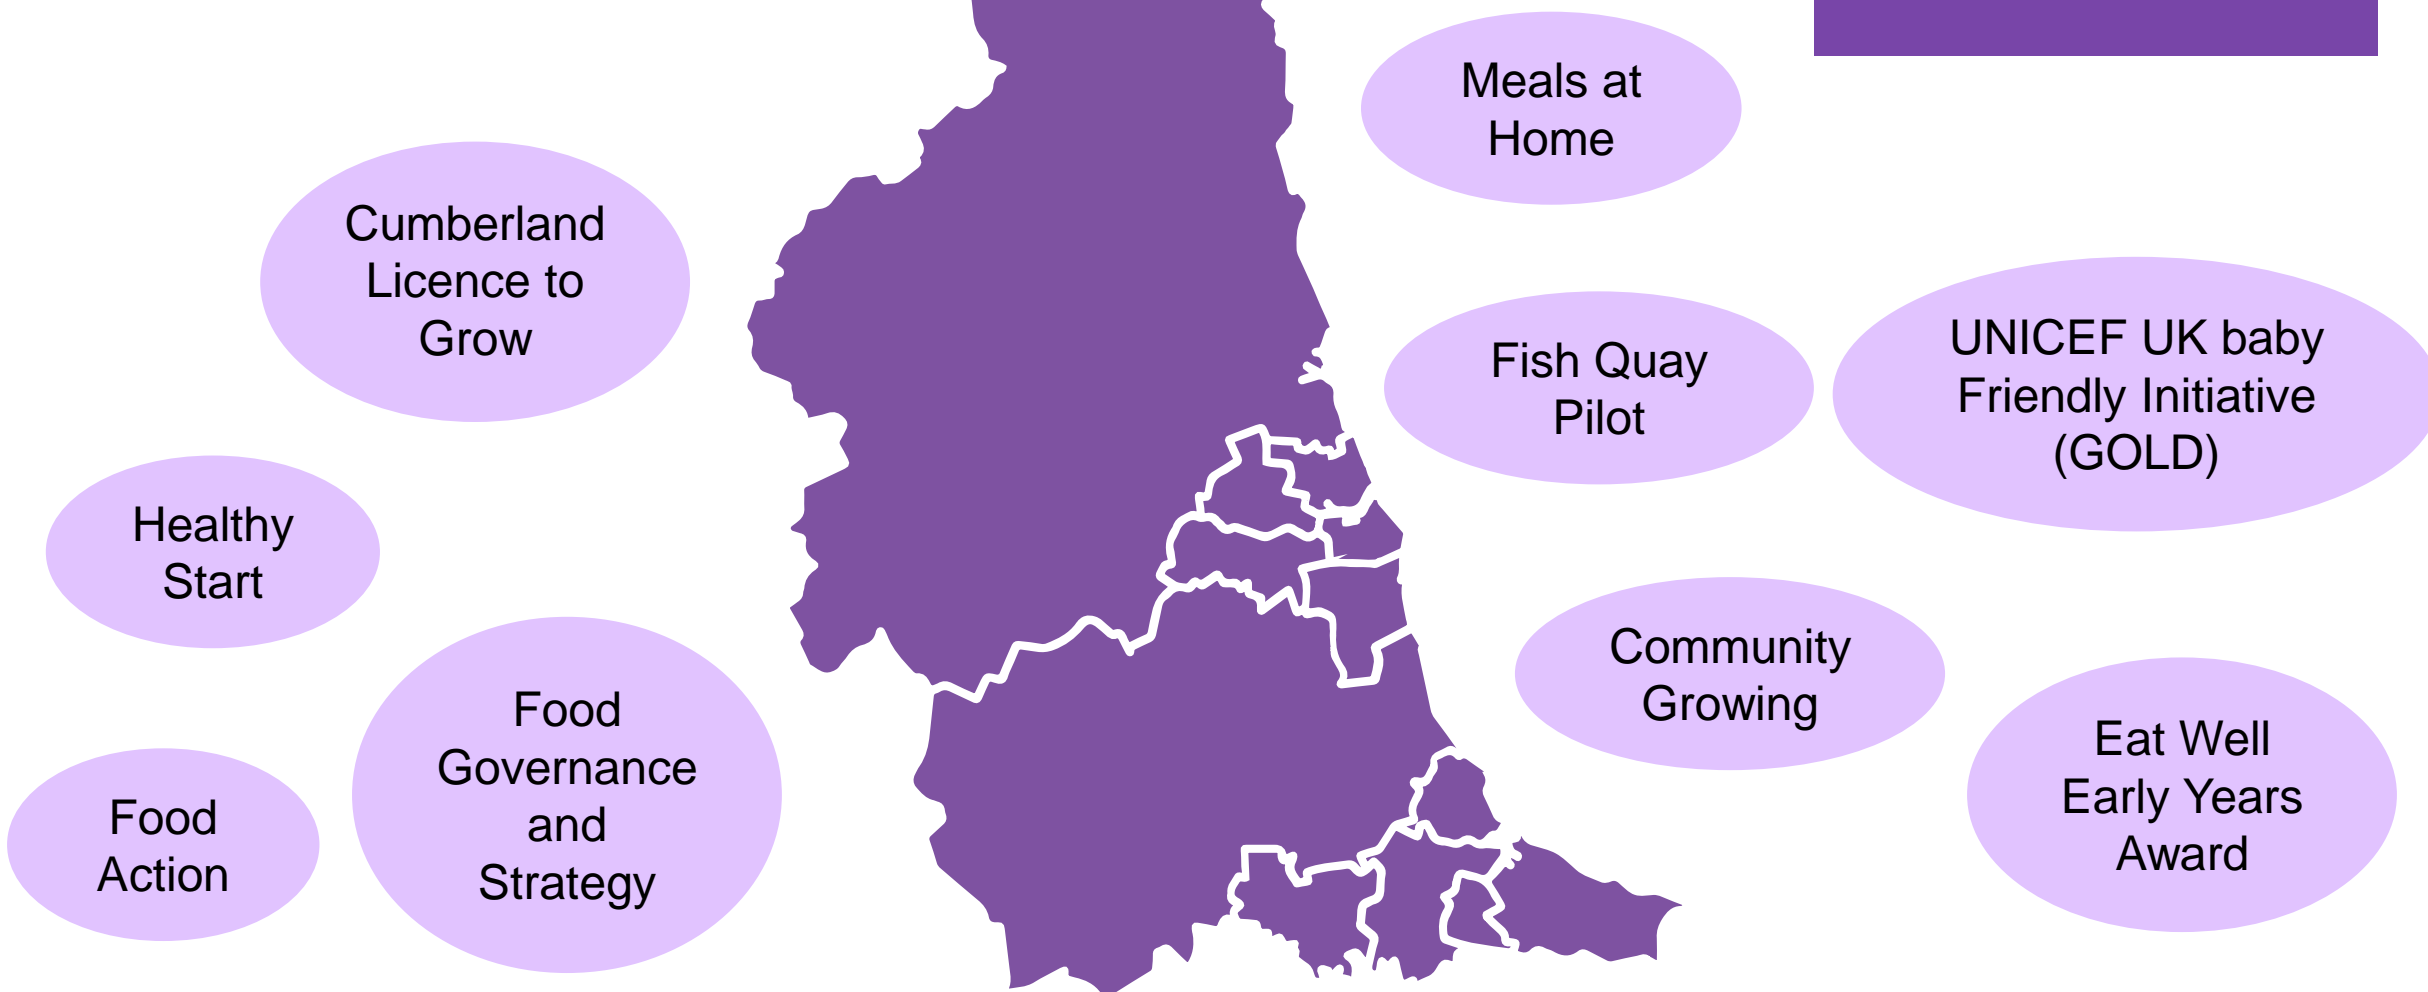 Meals at
Home
Cumberland
Licence to
Grow
Fish Quay
Pilot
UNICEF UK baby
Friendly Initiative
(GOLD)
Healthy
Start
Community
Growing
Food
Governance
and
Strategy
Eat Well
Early Years
Award
Food
Action